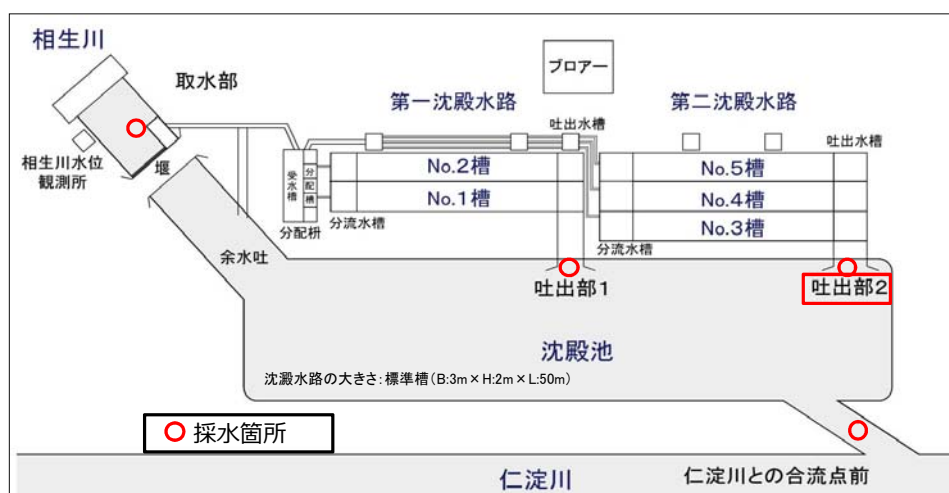 相生川
取水部
ブロアー
第一沈殿水路
第二沈殿水路
吐出水槽
吐出水槽
相生川水位
観測所
堰
受水槽
分配槽
No.2槽
No.1槽
No.5槽
No.4槽
No.3槽
分配枡
分流水槽
分流水槽
余水吐
吐出部1
吐出部2
沈殿池
沈澱水路の大きさ:標準槽(B:3m×H:2m×L:50m)
採水箇所
仁淀川
仁淀川との合流点前